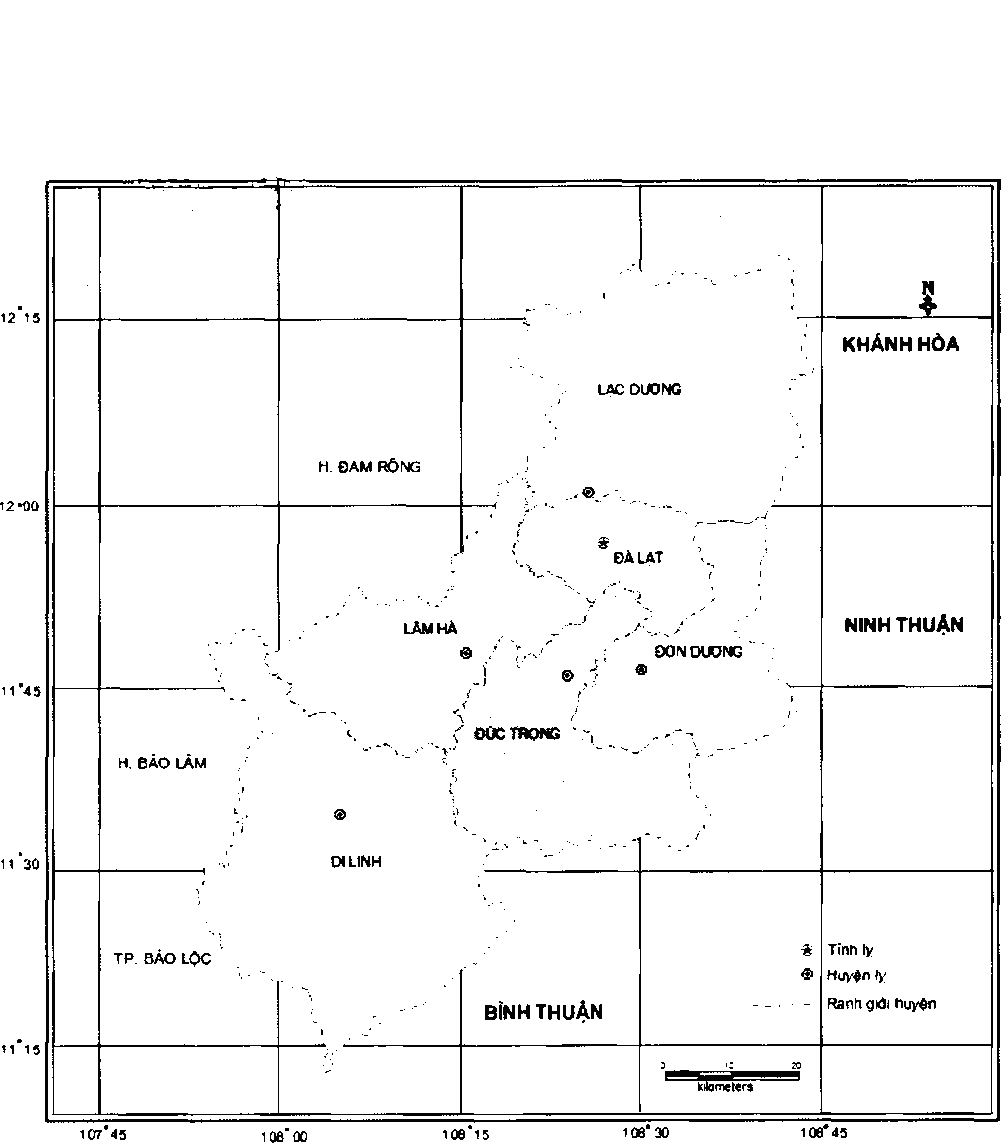 N
12°15
KHÁNH HÒA
LẠC DƯƠNG
H. ĐAM RÔNG
12°00
ĐÀ LẠT
LÂM HÀ
NINH THUẬN
ĐƠN DƯƠNG
11°45
ĐỨC TRỌNG
H. BẢO LÂM
DI LINH
11°30
Tỉnh lỵ
TP. BẢO LỘC
Huyện lỵ
Ranh giới huyện
BÌNH THUẬN
11°15
0 10 20
kilometers
107°45 108°00 108°15 108°30 108°45